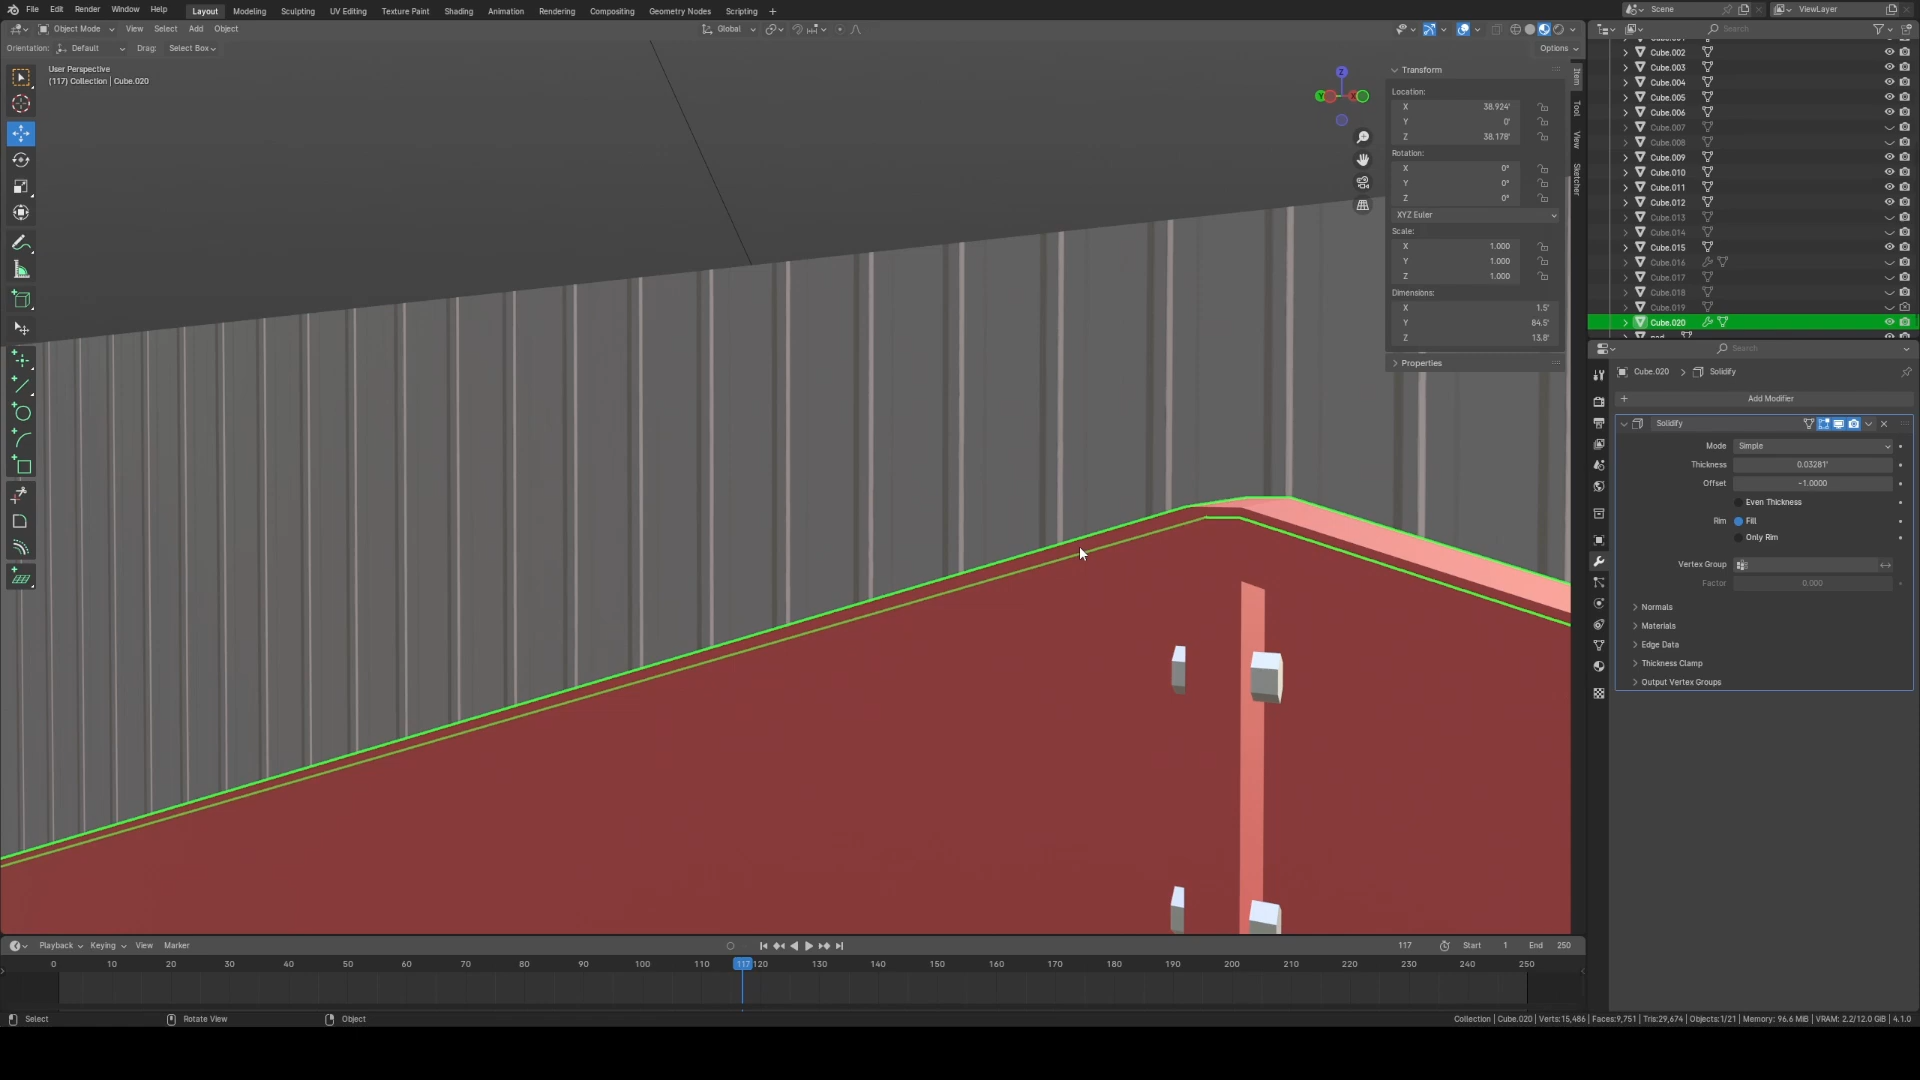 File Edit Render Window Help Layout Modeling Sculpting UV Editing Texture Paint Shading Animation Rendering Compositing Geometry Nodes Scripting + Scene ViewLayer
Object Mode View Select Add Object Global Search
Orientation: Default Drag: Select Box Options
User Perspective
(117) Collection | Cube.020
Z
Y X
Transform
Location:
X 38.924'
Y 0'
Z 38.178'
Rotation:
X 0°
Y 0°
Z 0°
XYZ Euler
Scale:
X 1.000
Y 1.000
Z 1.000
Dimensions:
X 1.5'
Y 84.5'
Z 13.8'
Properties
Item
Tool
View
Sketcher
Cube.002
Cube.003
Cube.004
Cube.005
Cube.006
Cube.007
Cube.008
Cube.009
Cube.010
Cube.011
Cube.012
Cube.013
Cube.014
Cube.015
Cube.016
Cube.017
Cube.018
Cube.019
Cube.020
Search
Cube.020 > Solidify
+ Add Modifier
Solidify
Mode Simple
Thickness 0.03281'
Offset -1.0000
Even Thickness
Rim Fill
Only Rim
Vertex Group
Factor 0.000
Normals
Materials
Edge Data
Thickness Clamp
Output Vertex Groups
Playback Keying View Marker 117 Start 1 End 250
0 10 20 30 40 50 60 70 80 90 100 110 117 120 130 140 150 160 170 180 190 200 210 220 230 240 250
Select Rotate View Object Collection | Cube.020 | Verts:15,486 | Faces:9,751 | Tris:29,674 | Objects:1/21 | Memory: 96.6 MiB | VRAM: 2.2/12.0 GiB | 4.1.0